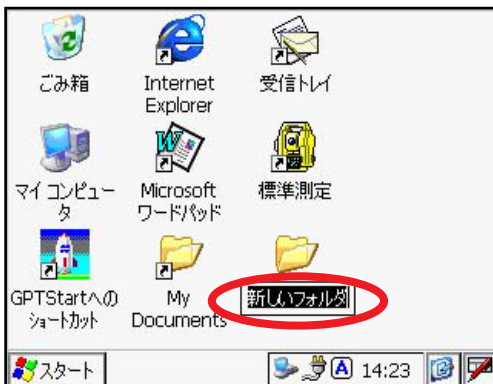 ごみ箱
Internet
Explorer
受信トレイ
マイ コンピュー
タ
Microsoft
ワードパッド
標準測定
GPTStartへの
ショートカット
My
Documents
新しいフォルダ
スタート
A
14:23